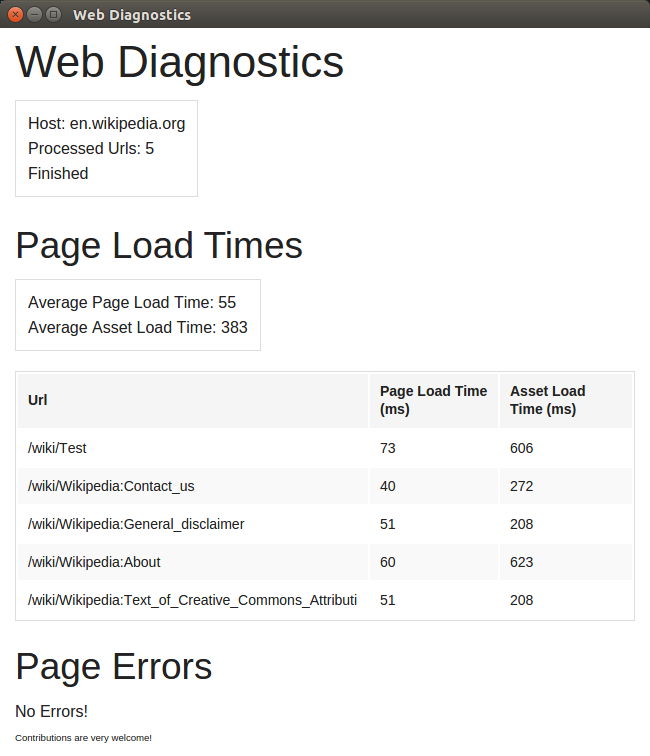 Web Diagnostics
Web Diagnostics
Host: en.wikipedia.org
Processed Urls: 5
Finished
Page Load Times
Average Page Load Time: 55
Average Asset Load Time: 383
Url Page Load Time (ms) Asset Load Time (ms)
/wiki/Test 73 606
/wiki/Wikipedia:Contact_us 40 272
/wiki/Wikipedia:General_disclaimer 51 208
/wiki/Wikipedia:About 60 623
/wiki/Wikipedia:Text_of_Creative_Commons_Attributi 51 208
Page Errors
No Errors!
Contributions are very welcome!